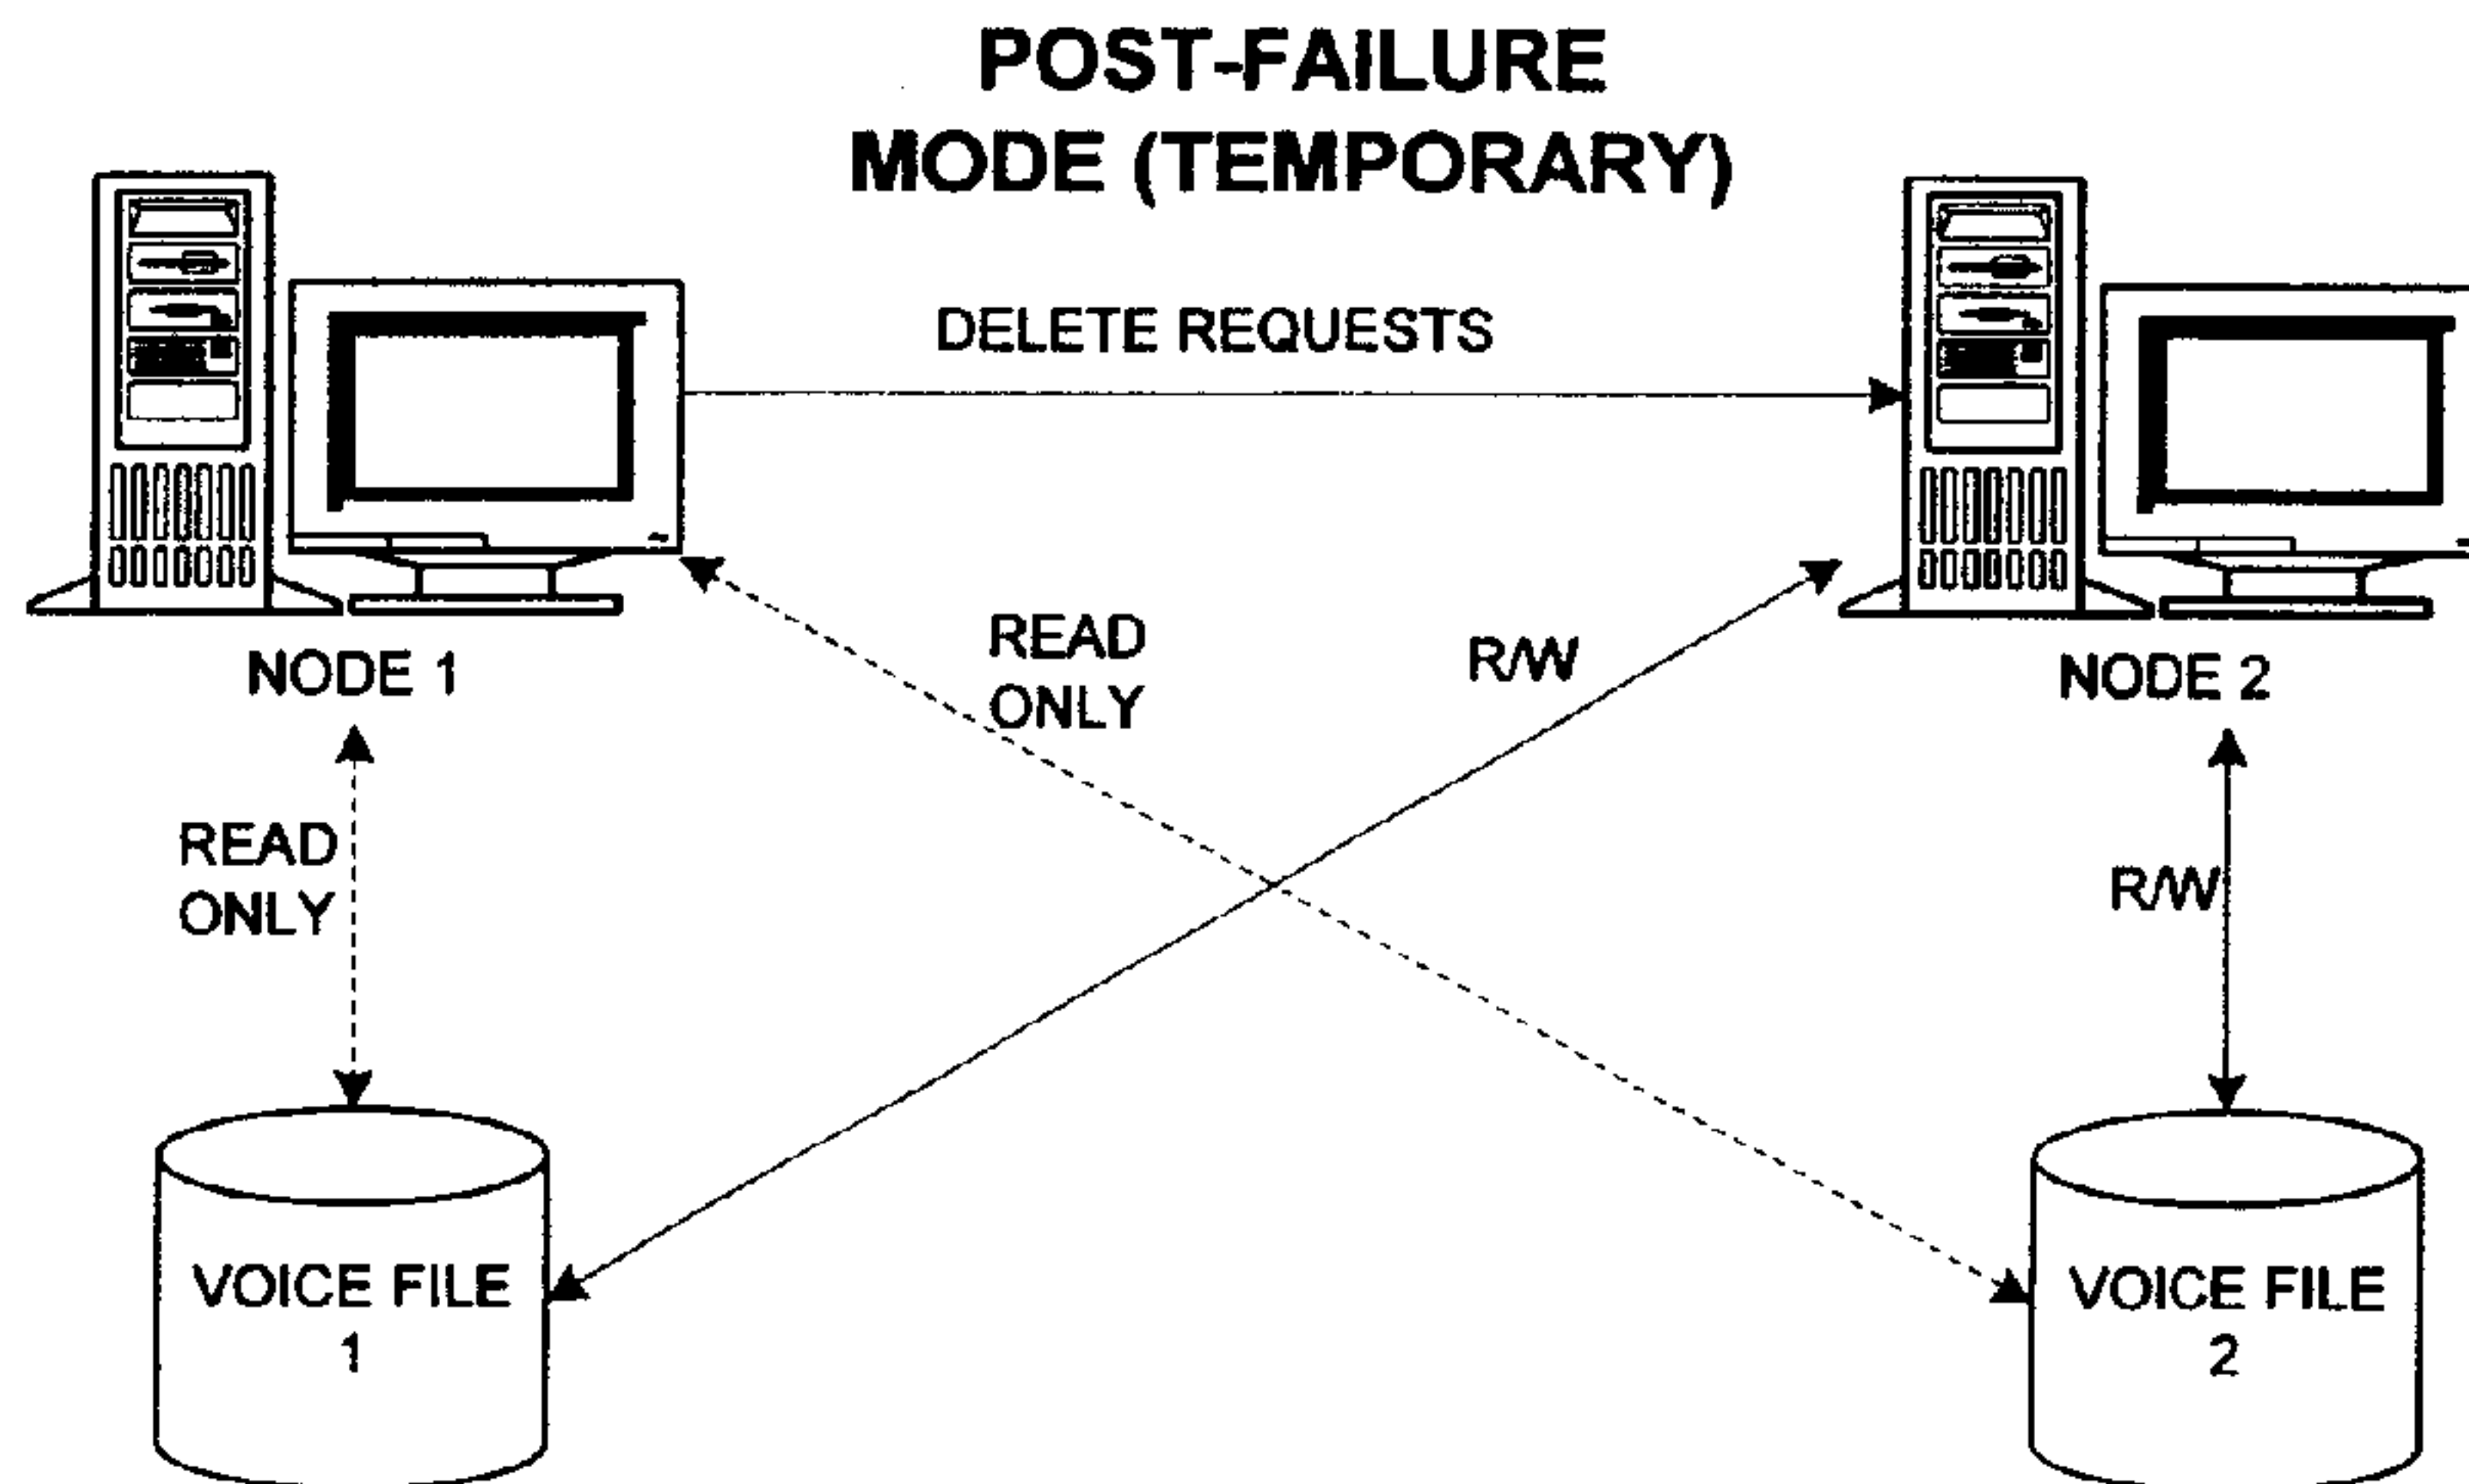 POST-FAILURE
MODE (TEMPORARY)
DELETE REQUESTS
NODE 1
READ
ONLY
R/W
NODE 2
READ
ONLY
R/W
VOICE FILE
1
VOICE FILE
2